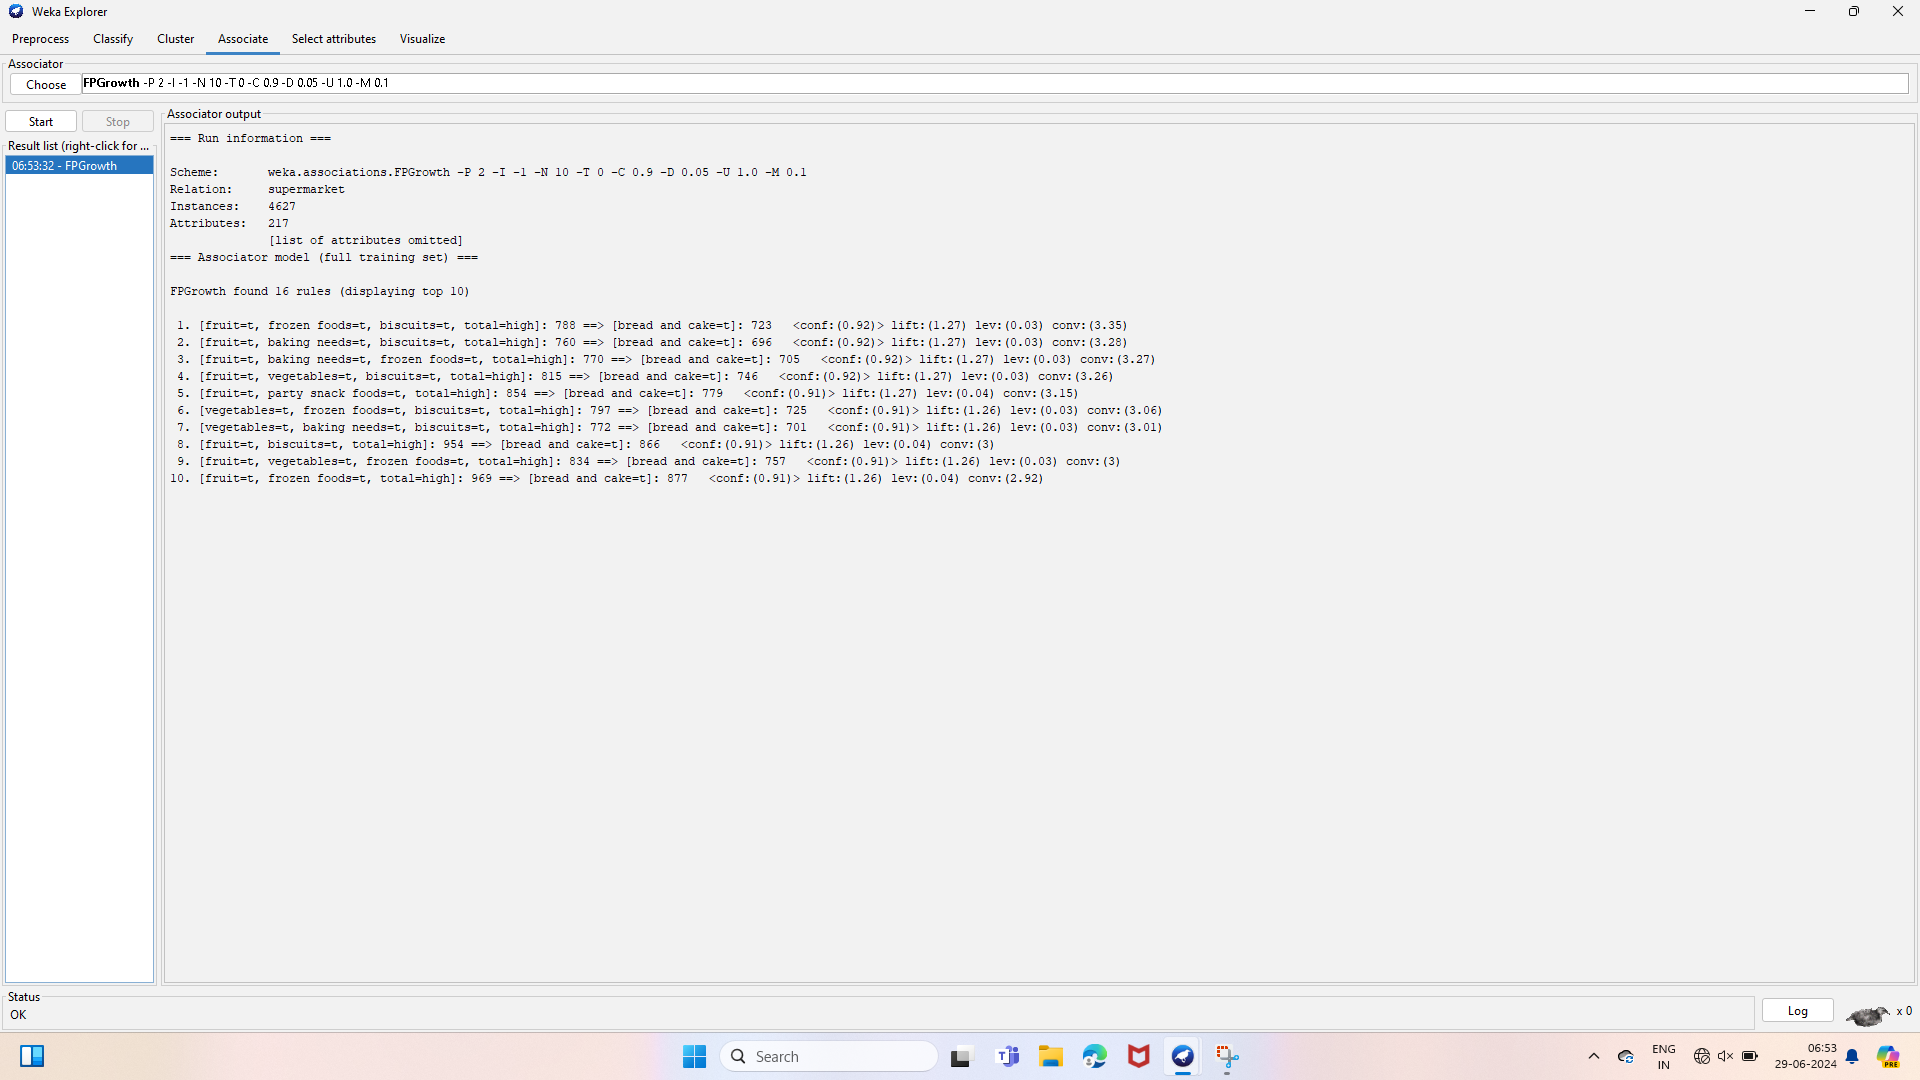 Weka Explorer
Preprocess Classify Cluster Associate Select attributes Visualize
Associator
Choose FPGrowth -P 2 -I -1 -N 10 -T 0 -C 0.9 -D 0.05 -U 1.0 -M 0.1
Start Stop
Result list (right-click for ...
06:53:32 - FPGrowth
Associator output
=== Run information ===
Scheme: weka.associations.FPGrowth -P 2 -I -1 -N 10 -T 0 -C 0.9 -D 0.05 -U 1.0 -M 0.1
Relation: supermarket
Instances: 4627
Attributes: 217
[list of attributes omitted]
=== Associator model (full training set) ===
FPGrowth found 16 rules (displaying top 10)
1. [fruit=t, frozen foods=t, biscuits=t, total=high]: 788 ==> [bread and cake=t]: 723 <conf:(0.92)> lift:(1.27) lev:(0.03) conv:(3.35)
2. [fruit=t, baking needs=t, biscuits=t, total=high]: 760 ==> [bread and cake=t]: 696 <conf:(0.92)> lift:(1.27) lev:(0.03) conv:(3.28)
3. [fruit=t, baking needs=t, frozen foods=t, total=high]: 770 ==> [bread and cake=t]: 705 <conf:(0.92)> lift:(1.27) lev:(0.03) conv:(3.27)
4. [fruit=t, vegetables=t, biscuits=t, total=high]: 815 ==> [bread and cake=t]: 746 <conf:(0.92)> lift:(1.27) lev:(0.03) conv:(3.26)
5. [fruit=t, party snack foods=t, total=high]: 854 ==> [bread and cake=t]: 779 <conf:(0.91)> lift:(1.27) lev:(0.04) conv:(3.15)
6. [vegetables=t, frozen foods=t, biscuits=t, total=high]: 797 ==> [bread and cake=t]: 725 <conf:(0.91)> lift:(1.26) lev:(0.03) conv:(3.06)
7. [vegetables=t, baking needs=t, biscuits=t, total=high]: 772 ==> [bread and cake=t]: 701 <conf:(0.91)> lift:(1.26) lev:(0.03) conv:(3.01)
8. [fruit=t, biscuits=t, total=high]: 954 ==> [bread and cake=t]: 866 <conf:(0.91)> lift:(1.26) lev:(0.04) conv:(3)
9. [fruit=t, vegetables=t, frozen foods=t, total=high]: 834 ==> [bread and cake=t]: 757 <conf:(0.91)> lift:(1.26) lev:(0.03) conv:(3)
10. [fruit=t, frozen foods=t, total=high]: 969 ==> [bread and cake=t]: 877 <conf:(0.91)> lift:(1.26) lev:(0.04) conv:(2.92)
Status
OK
Log
x 0
Search
ENG
IN
06:53
29-06-2024
PRE